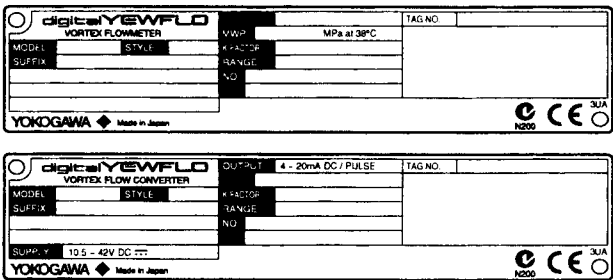 digitalYEWFLO TAG NO.
VORTEX FLOWMETER MWP MPa at 38°C
MODEL STYLE K-FACTOR
SUFFIX RANGE
NO.
YOKOGAWA Made in Japan N200 CE 3UA
digitalYEWFLO OUTPUT 4 - 20mA DC / PULSE TAG NO.
VORTEX FLOW CONVERTER
MODEL STYLE K-FACTOR
SUFFIX RANGE
NO.
SUPPLY 10.5 - 42V DC
YOKOGAWA Made in Japan N200 CE 3UA